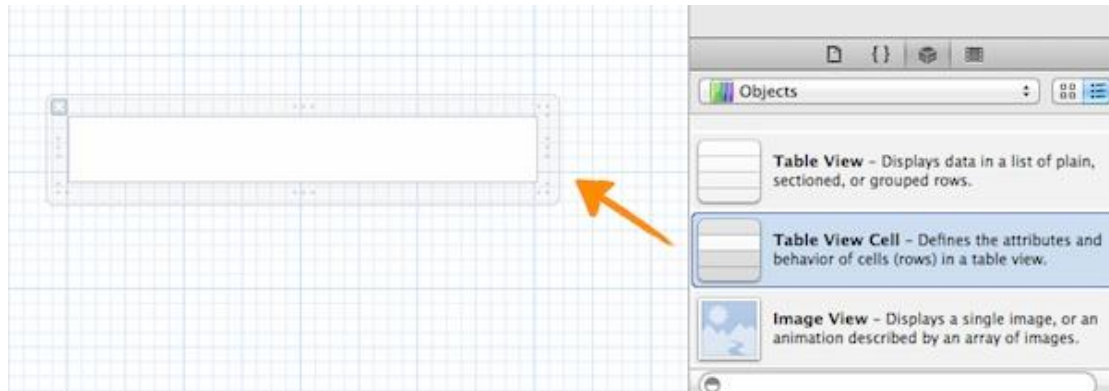 {}
Objects
Table View – Displays data in a list of plain,
sectioned, or grouped rows.
Table View Cell – Defines the attributes and
behavior of cells (rows) in a table view.
Image View – Displays a single image, or an
animation described by an array of images.